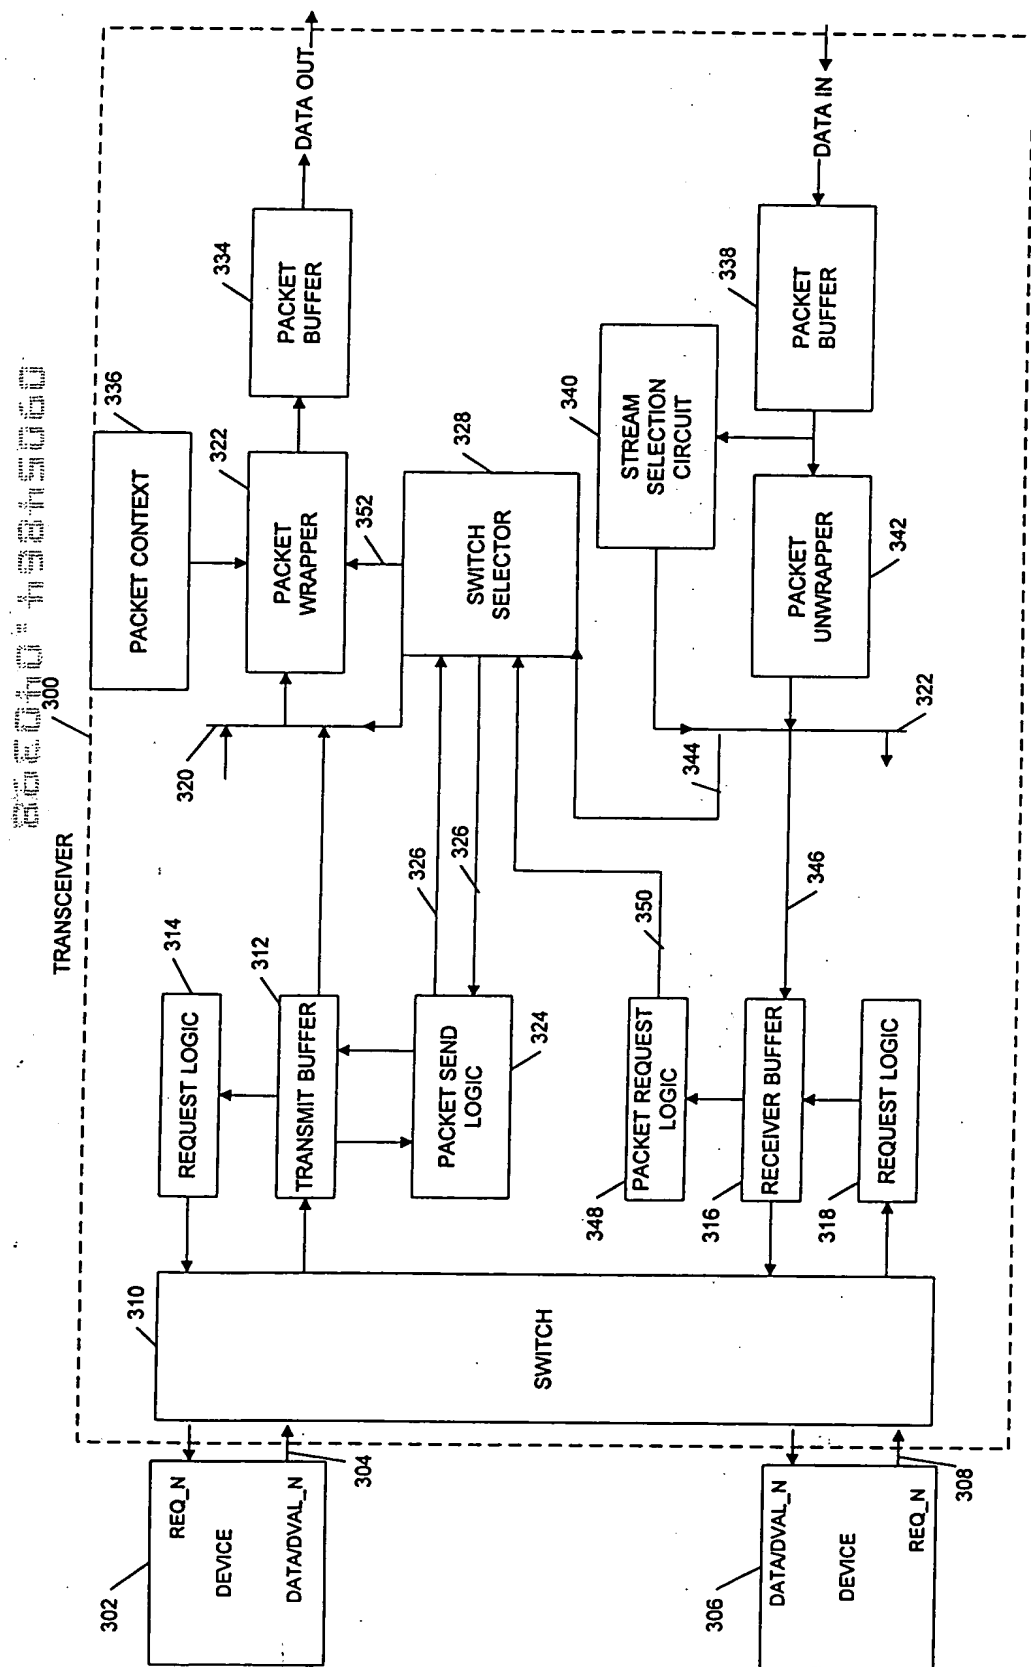 TRANSCEIVER
300
302
REQ_N
DEVICE
DATA/DVAL_N
304
306
DATA/DVAL_N
DEVICE
REQ_N
308
310
SWITCH
314
REQUEST LOGIC
312
TRANSMIT BUFFER
PACKET SEND
LOGIC
324
348
PACKET REQUEST
LOGIC
350
316
RECEIVER BUFFER
318
REQUEST LOGIC
326
326
346
320
344
322
336
PACKET CONTEXT
322
PACKET
WRAPPER
352
328
SWITCH
SELECTOR
340
STREAM
SELECTION
CIRCUIT
PACKET
UNWRAPPER
342
334
PACKET
BUFFER
338
PACKET
BUFFER
DATA OUT
DATA IN